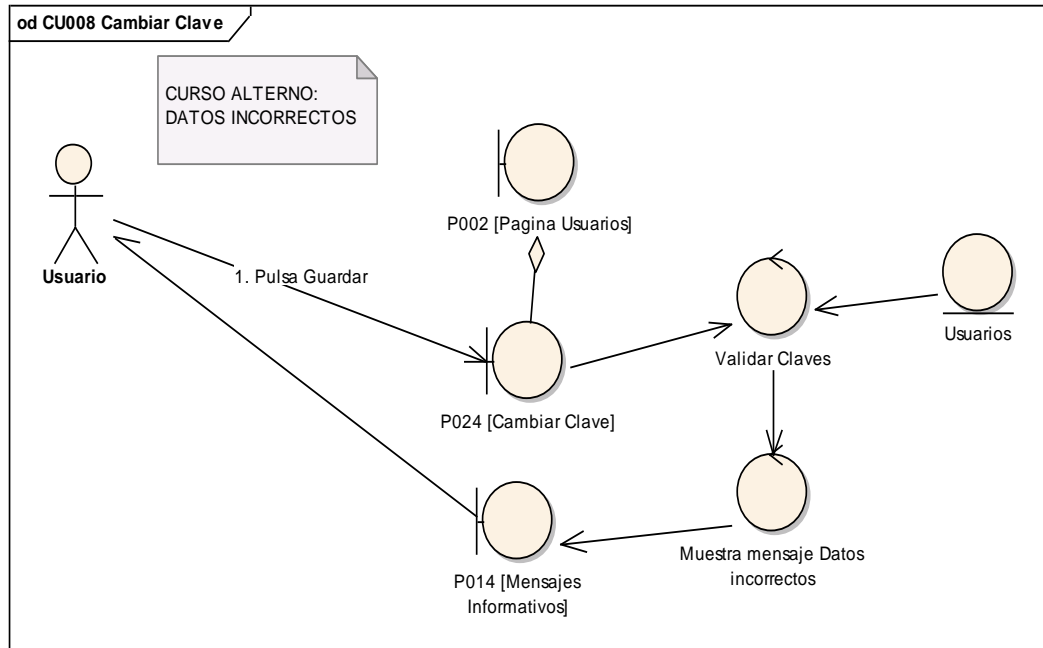 od CU008 Cambiar Clave
CURSO ALTERNO:
DATOS INCORRECTOS
P002 [Pagina Usuarios]
Usuario
1. Pulsa Guardar
Usuarios
Validar Claves
P024 [Cambiar Clave]
Muestra mensaje Datos
incorrectos
P014 [Mensajes
Informativos]